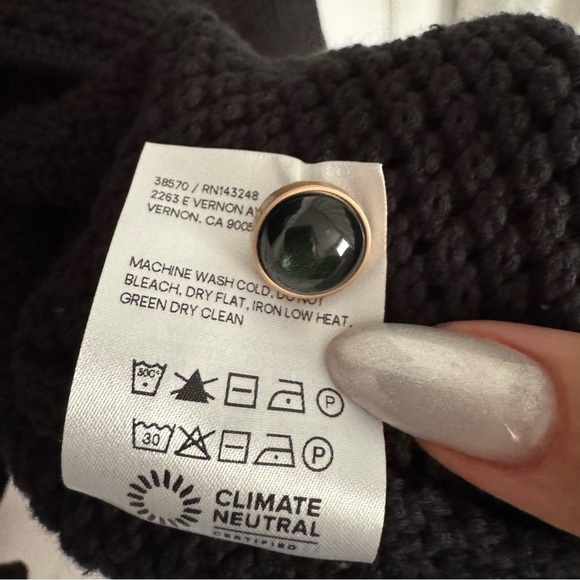 38570 / RN143248
2263 E VERNON AV
VERNON, CA 9005
MACHINE WASH COLD, DO NOT
BLEACH, DRY FLAT, IRON LOW HEAT,
GREEN DRY CLEAN
P
30
P
CLIMATE
NEUTRAL
CERTIFIED